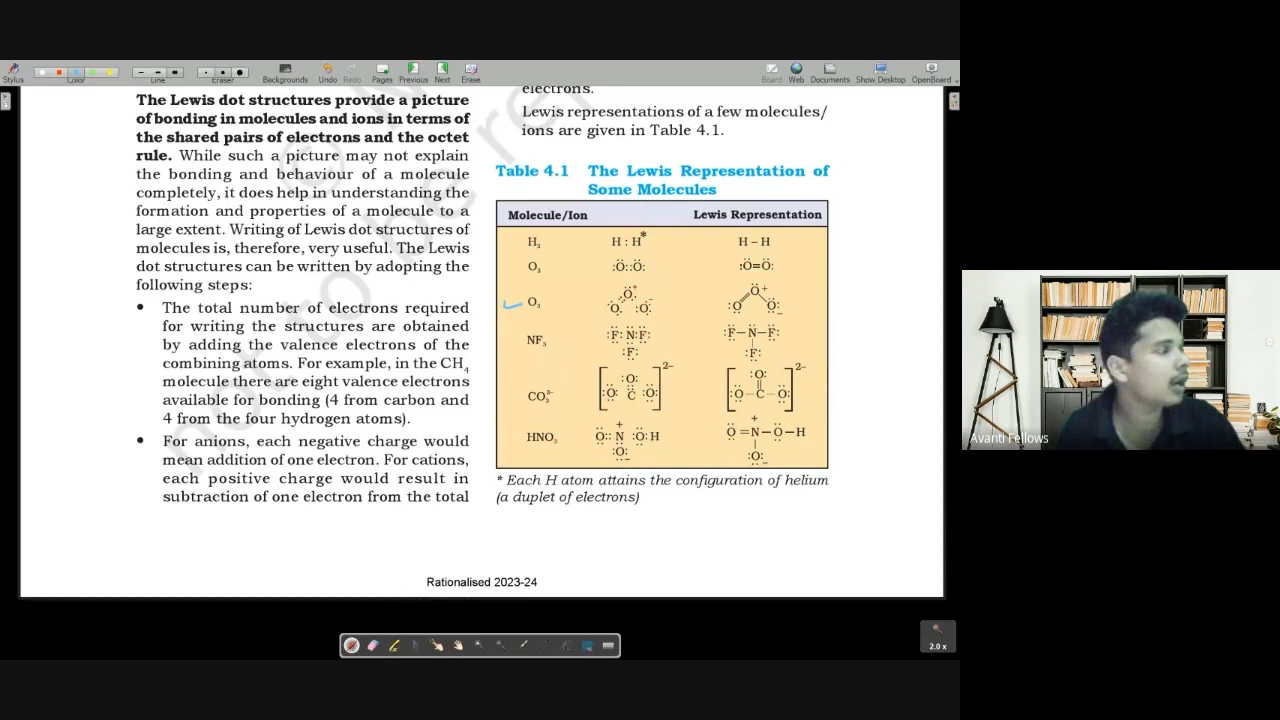 Stylus
Color
Line
Eraser
Backgrounds
Undo
Redo
Pages
Previous
Next
Erase
Board
Web
Documents
Show Desktop
OpenBoard
The Lewis dot structures provide a picture
of bonding in molecules and ions in terms
of the shared pairs of electrons and the octet
rule. While such a picture may not explain
the bonding and behaviour of a molecule
completely, it does help in understanding the
formation and properties of a molecule to a
large extent. Writing of Lewis dot structures of
molecules is, therefore, very useful. The Lewis
dot structures can be written by adopting the
following steps:
• The total number of electrons required
for writing the structures are obtained
by adding the valence electrons of the
combining atoms. For example, in the CH₄
molecule there are eight valence electrons
available for bonding (4 from carbon and
4 from the four hydrogen atoms).
• For anions, each negative charge would
mean addition of one electron. For cations,
each positive charge would result in
subtraction of one electron from the total
electrons.
Lewis representations of a few molecules/
ions are given in Table 4.1.
Table 4.1 The Lewis Representation of
Some Molecules
Molecule/Ion Lewis Representation
H₂ H : H* H – H
O₂ :Ö::Ö: :Ö=Ö:
O₃
NF₃
CO₃²⁻
HNO₃
* Each H atom attains the configuration of helium
(a duplet of electrons)
Rationalised 2023-24
not to be re
©
2.0 x
Avanti Fellows